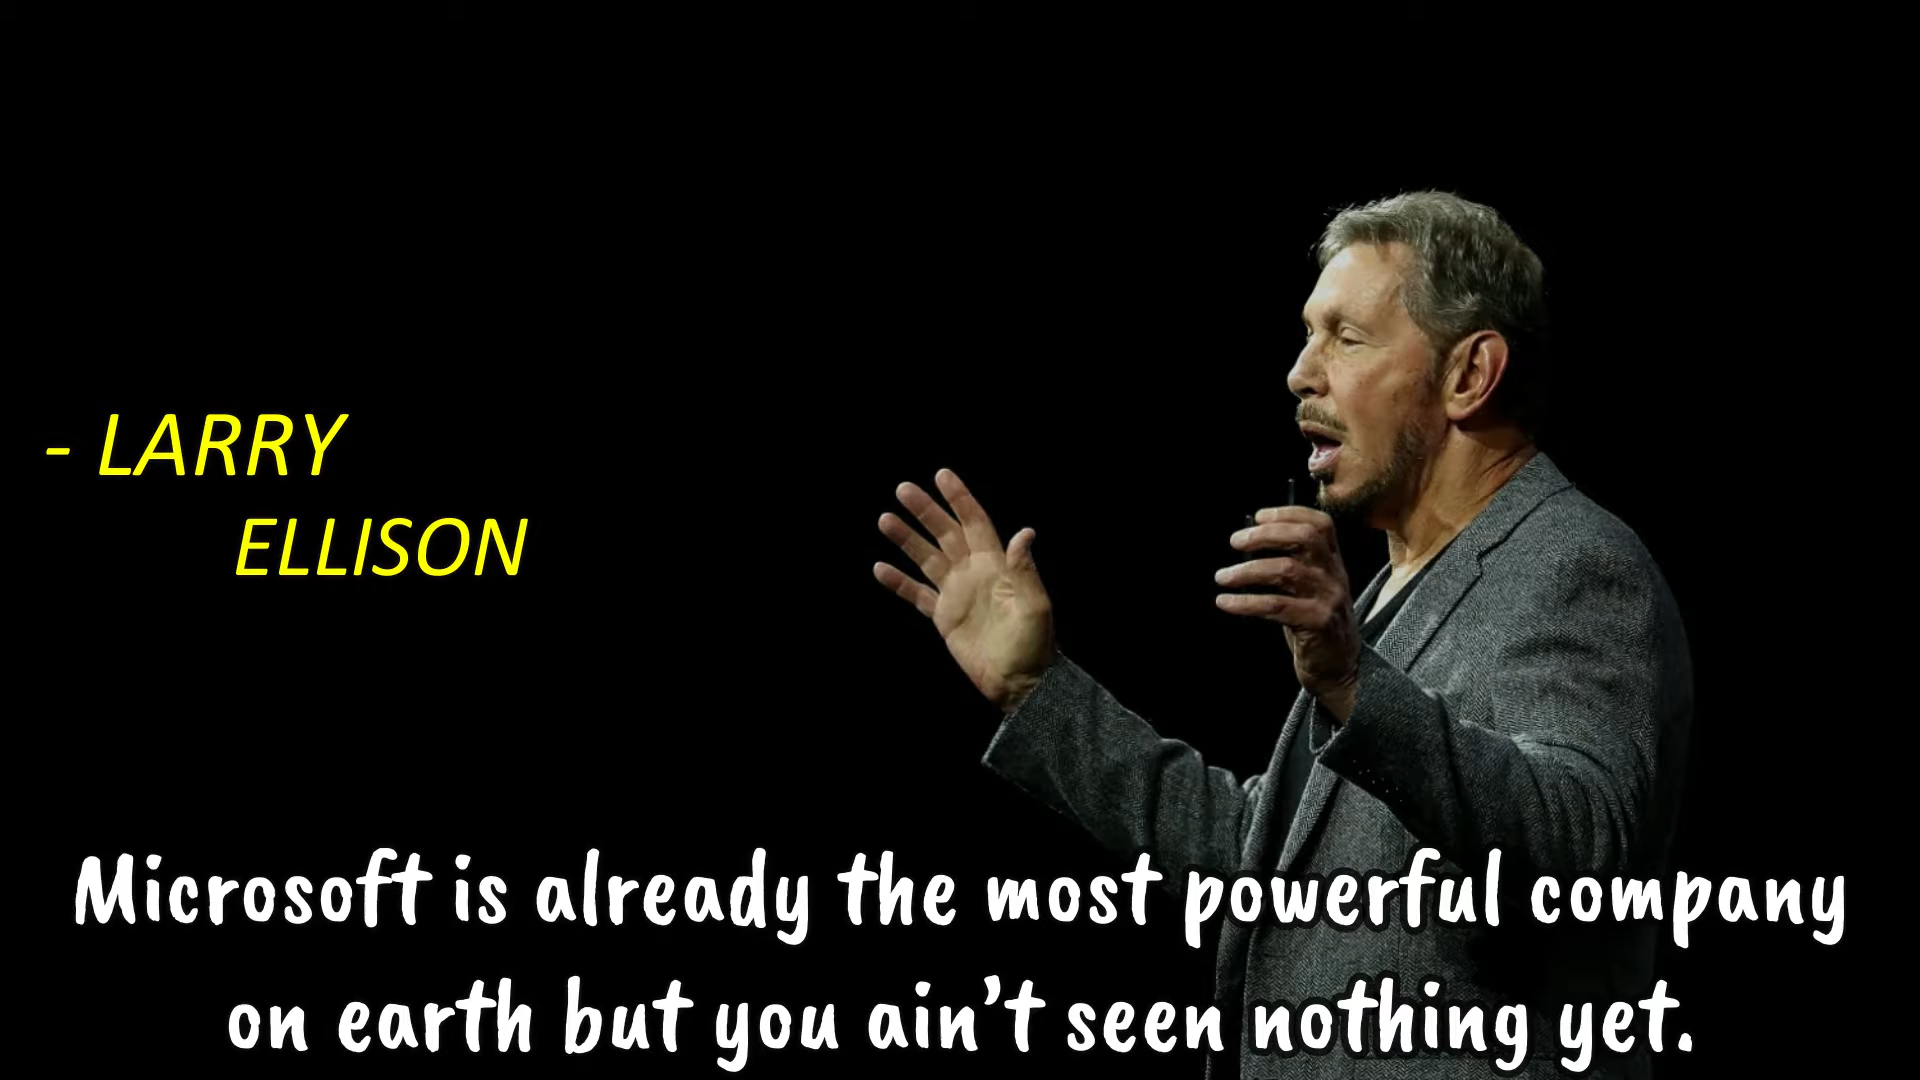 - LARRY
ELLISON
Microsoft is already the most powerful company
on earth but you ain’t seen nothing yet.